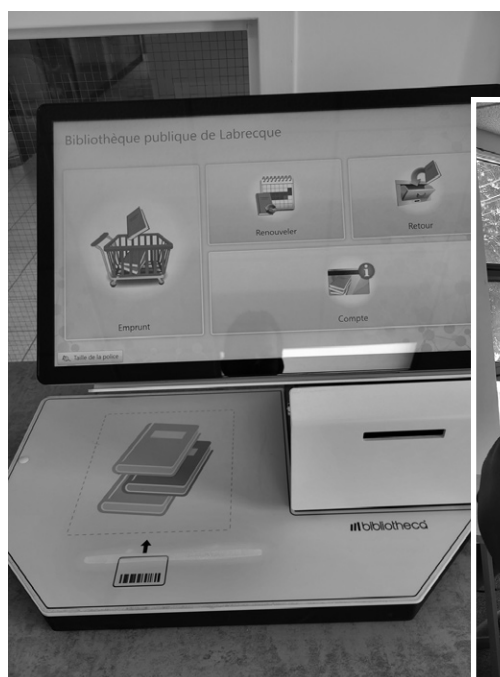 Bibliothèque publique de Labrecque
Emprunt
Renouveler
Retour
Compte
Taille de la police
bibliotheca